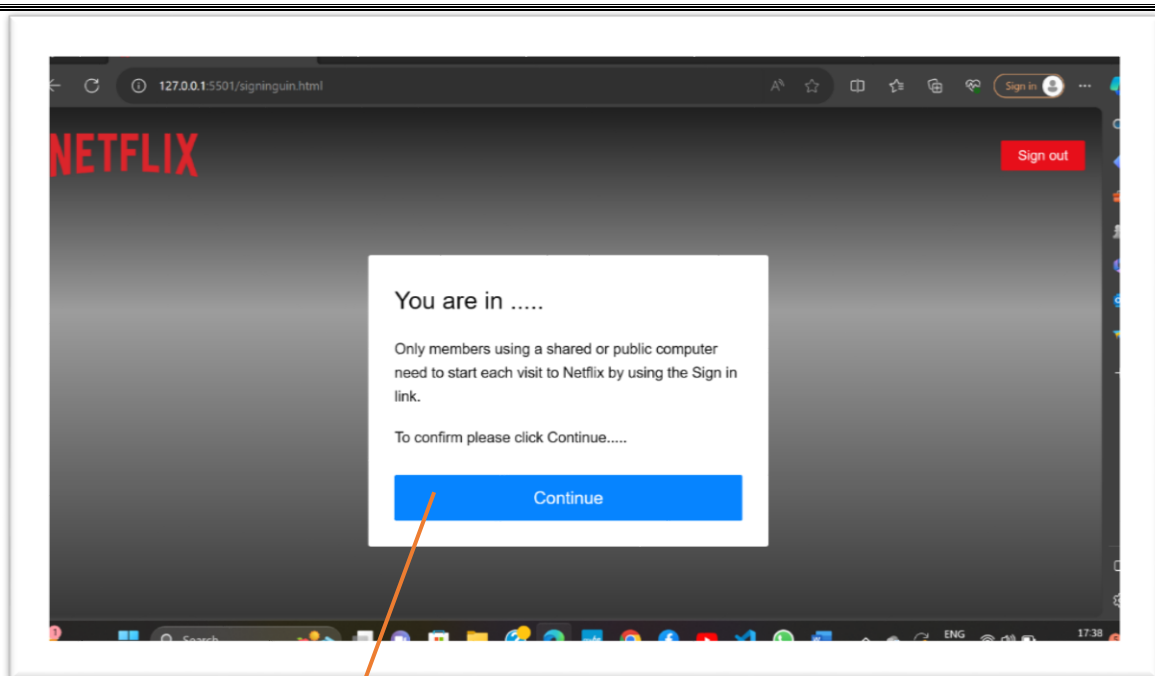 127.0.0.1:5501/signinguin.html
Sign in
NETFLIX
Sign out
You are in .....
Only members using a shared or public computer
need to start each visit to Netflix by using the Sign in
link.
To confirm please click Continue.....
Continue
Search
ENG
17:38